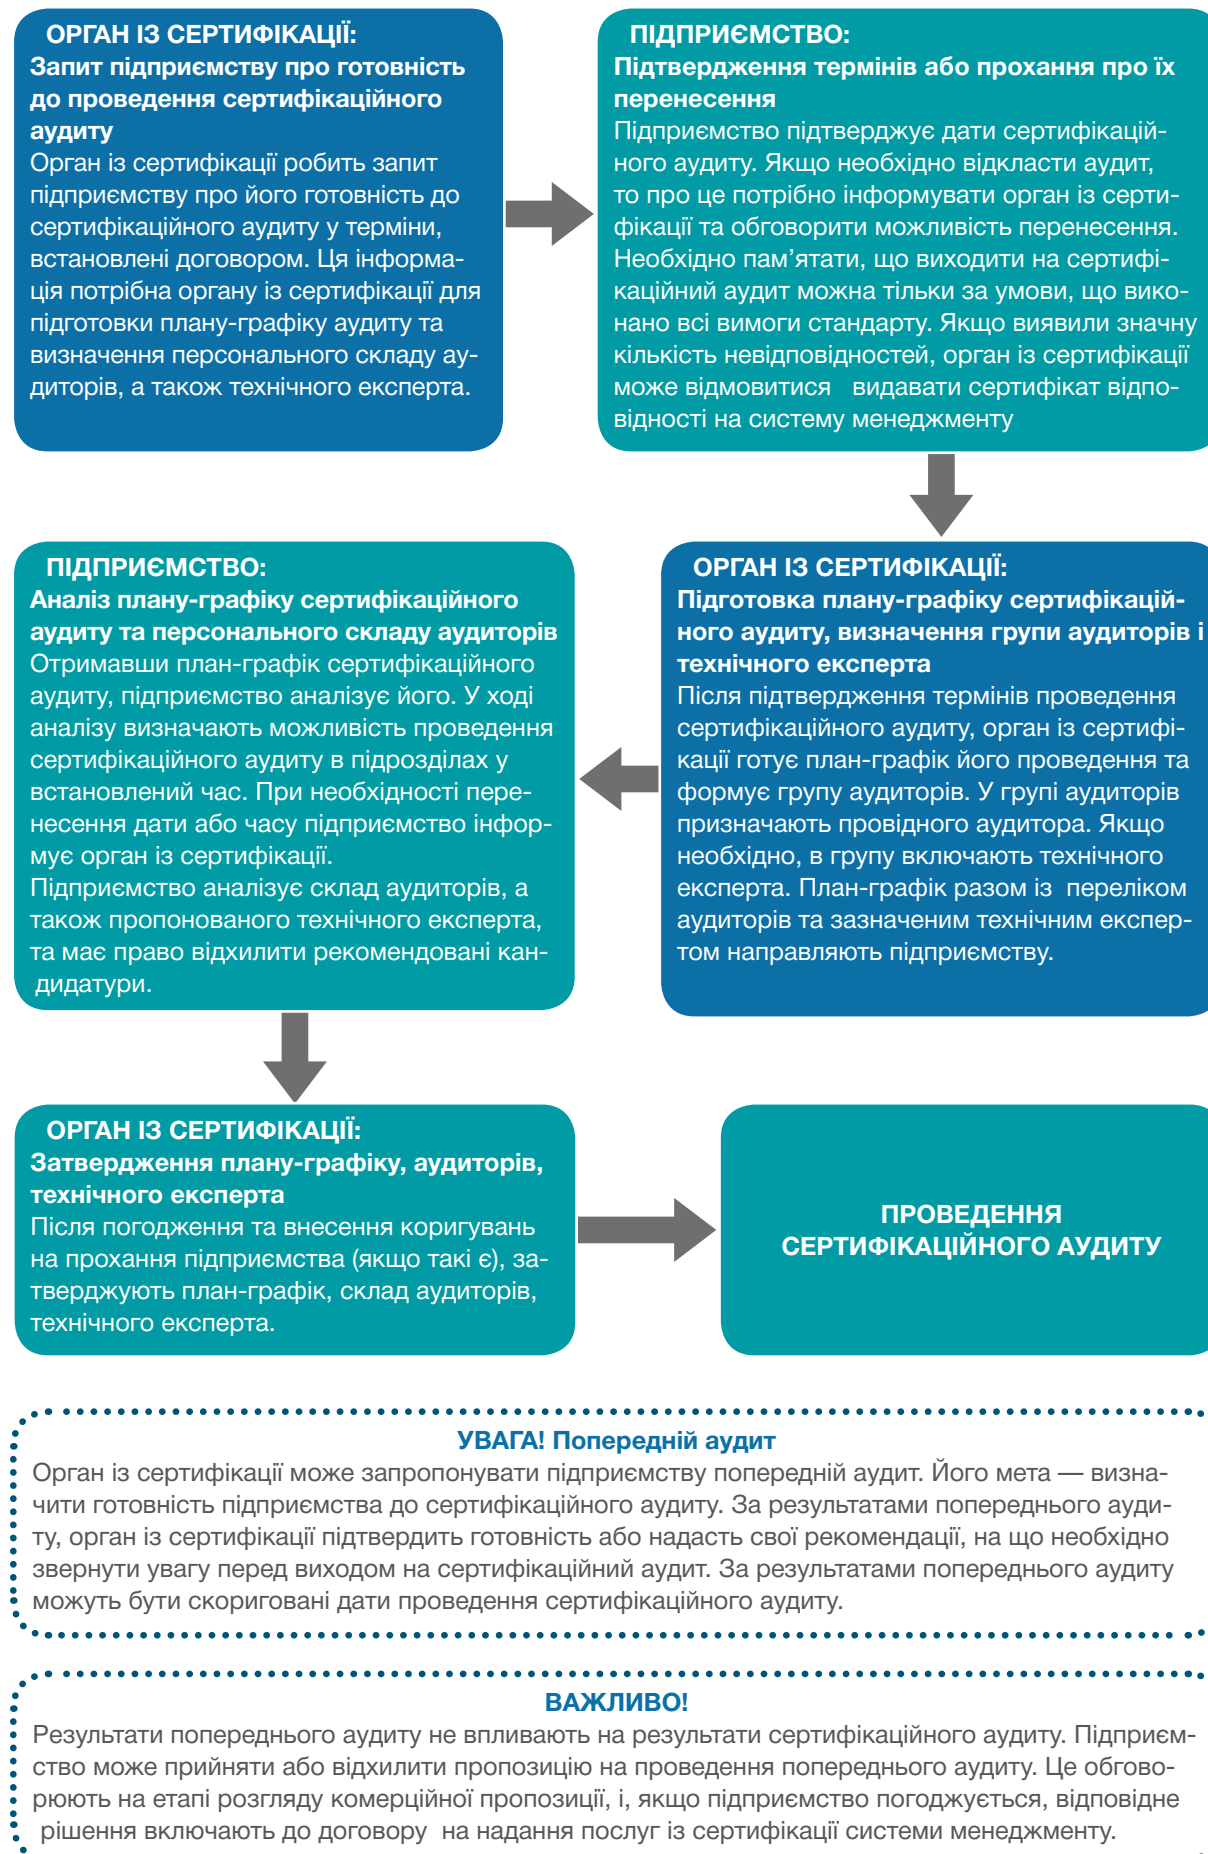 ОРГАН ІЗ СЕРТИФІКАЦІЇ:
Запит підприємству про готовність
до проведення сертифікаційного
аудиту
Орган із сертифікації робить запит
підприємству про його готовність до
сертифікаційного аудиту у терміни,
встановлені договором. Ця інформа-
ція потрібна органу із сертифікації для
підготовки плану-графіку аудиту та
визначення персонального складу ау-
диторів, а також технічного експерта.
ПІДПРИЄМСТВО:
Підтвердження термінів або прохання про їх
перенесення
Підприємство підтверджує дати сертифікацій-
ного аудиту. Якщо необхідно відкласти аудит,
то про це потрібно інформувати орган із серти-
фікації та обговорити можливість перенесення.
Необхідно пам’ятати, що виходити на сертифі-
каційний аудит можна тільки за умови, що вико-
нано всі вимоги стандарту. Якщо виявили значну
кількість невідповідностей, орган із сертифікації
може відмовитися видавати сертифікат відпо-
відності на систему менеджменту
ПІДПРИЄМСТВО:
Аналіз плану-графіку сертифікаційного
аудиту та персонального складу аудиторів
Отримавши план-графік сертифікаційного
аудиту, підприємство аналізує його. У ході
аналізу визначають можливість проведення
сертифікаційного аудиту в підрозділах у
встановлений час. При необхідності пере-
несення дати або часу підприємство інфор-
мує орган із сертифікації.
Підприємство аналізує склад аудиторів, а
також пропонованого технічного експерта,
та має право відхилити рекомендовані кан-
дидатури.
ОРГАН ІЗ СЕРТИФІКАЦІЇ:
Підготовка плану-графіку сертифікацій-
ного аудиту, визначення групи аудиторів і
технічного експерта
Після підтвердження термінів проведення
сертифікаційного аудиту, орган із сертифі-
кації готує план-графік його проведення та
формує групу аудиторів. У групі аудиторів
призначають провідного аудитора. Якщо
необхідно, в групу включають технічного
експерта. План-графік разом із переліком
аудиторів та зазначеним технічним експер-
том направляють підприємству.
ОРГАН ІЗ СЕРТИФІКАЦІЇ:
Затвердження плану-графіку, аудиторів,
технічного експерта
Після погодження та внесення коригувань
на прохання підприємства (якщо такі є), за-
тверджують план-графік, склад аудиторів,
технічного експерта.
ПРОВЕДЕННЯ
СЕРТИФІКАЦІЙНОГО АУДИТУ
УВАГА! Попередній аудит
Орган із сертифікації може запропонувати підприємству попередній аудит. Його мета — визна-
чити готовність підприємства до сертифікаційного аудиту. За результатами попереднього ауди-
ту, орган із сертифікації підтвердить готовність або надасть свої рекомендації, на що необхідно
звернути увагу перед виходом на сертифікаційний аудит. За результатами попереднього аудиту
можуть бути скориговані дати проведення сертифікаційного аудиту.
ВАЖЛИВО!
Результати попереднього аудиту не впливають на результати сертифікаційного аудиту. Підприєм-
ство може прийняти або відхилити пропозицію на проведення попереднього аудиту. Це обгово-
рюють на етапі розгляду комерційної пропозиції, і, якщо підприємство погоджується, відповідне
рішення включають до договору на надання послуг із сертифікації системи менеджменту.